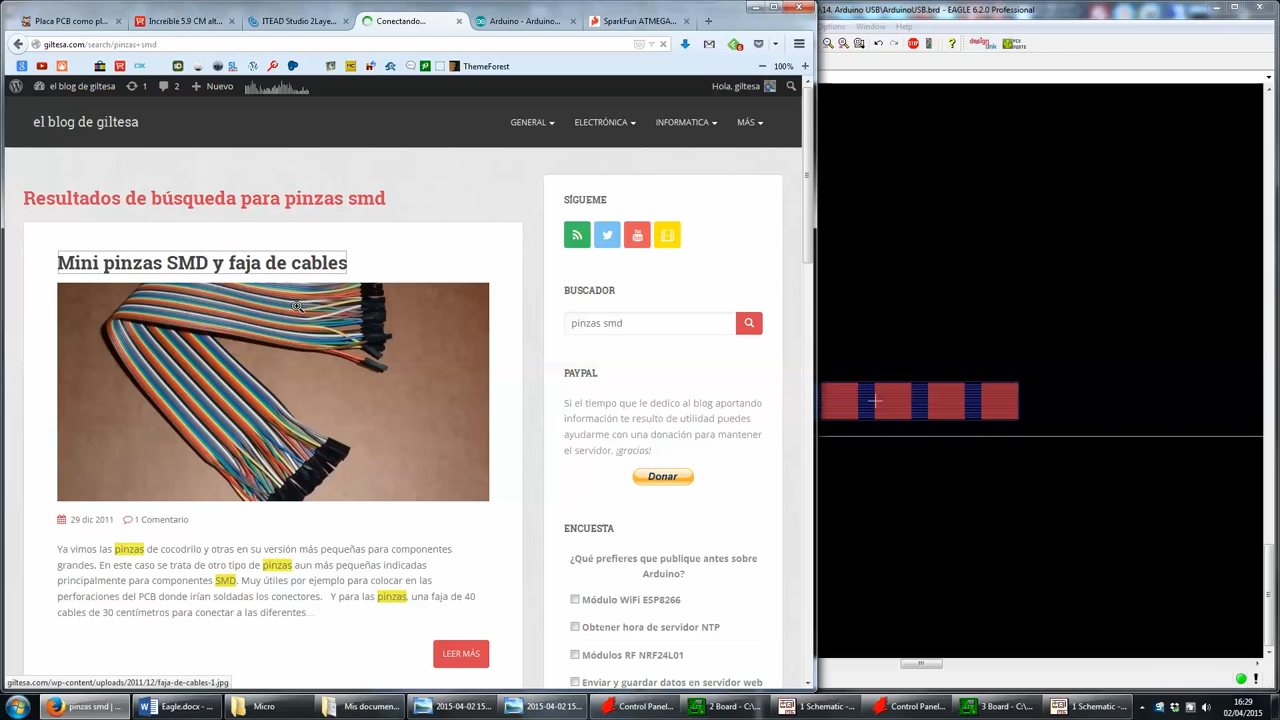 Placa PCB cono...
Increible 5.9 CM alt...
ITEAD Studio 2Laye...
Conectando...
Arduino - Arduino...
SparkFun ATMEGA...
14, Arduino USB\ArduinoUSB.brd - EAGLE 6.2.0 Professional
Options Window Help
giltesa.com/search/pinzas+smd
ThemeForest
100%
el blog de giltesa 1 2 Nuevo
Hola, giltesa
el blog de giltesa
GENERAL ELECTRÓNICA INFORMATICA MÁS
Resultados de búsqueda para pinzas smd
Mini pinzas SMD y faja de cables
29 dic 2011 1 Comentario
Ya vimos las pinzas de cocodrilo y otras en su versión más pequeñas para componentes
grandes. En este caso se trata de otro tipo de pinzas aun más pequeñas indicadas
principalmente para componentes SMD. Muy útiles por ejemplo para colocar en las
perforaciones del PCB donde irían soldadas los conectores. Y para las pinzas, una faja de 40
cables de 30 centímetros para conectar a las diferentes...
LEER MÁS
SÍGUEME
BUSCADOR
pinzas smd
PAYPAL
Si el tiempo que le dedico al blog aportando
información te resulto de utilidad puedes
ayudarme con una donación para mantener
el servidor, ¡gracias!
Donar
ENCUESTA
¿Qué prefieres que publique antes sobre
Arduino?
Módulo WiFi ESP8266
Obtener hora de servidor NTP
Módulos RF NRF24L01
Enviar y guardar datos en servidor web
giltesa.com/wp-content/uploads/2011/12/faja-de-cables-1.jpg
pinzas smd | ...
Eagle.docx - ...
Micro
Mis documen...
2015-04-02 15...
2015-04-02 15...
Control Panel...
2 Board - C:\...
1 Schematic - ...
Control Panel...
3 Board - C:\...
1 Schematic - ...
16:29
02/04/2015